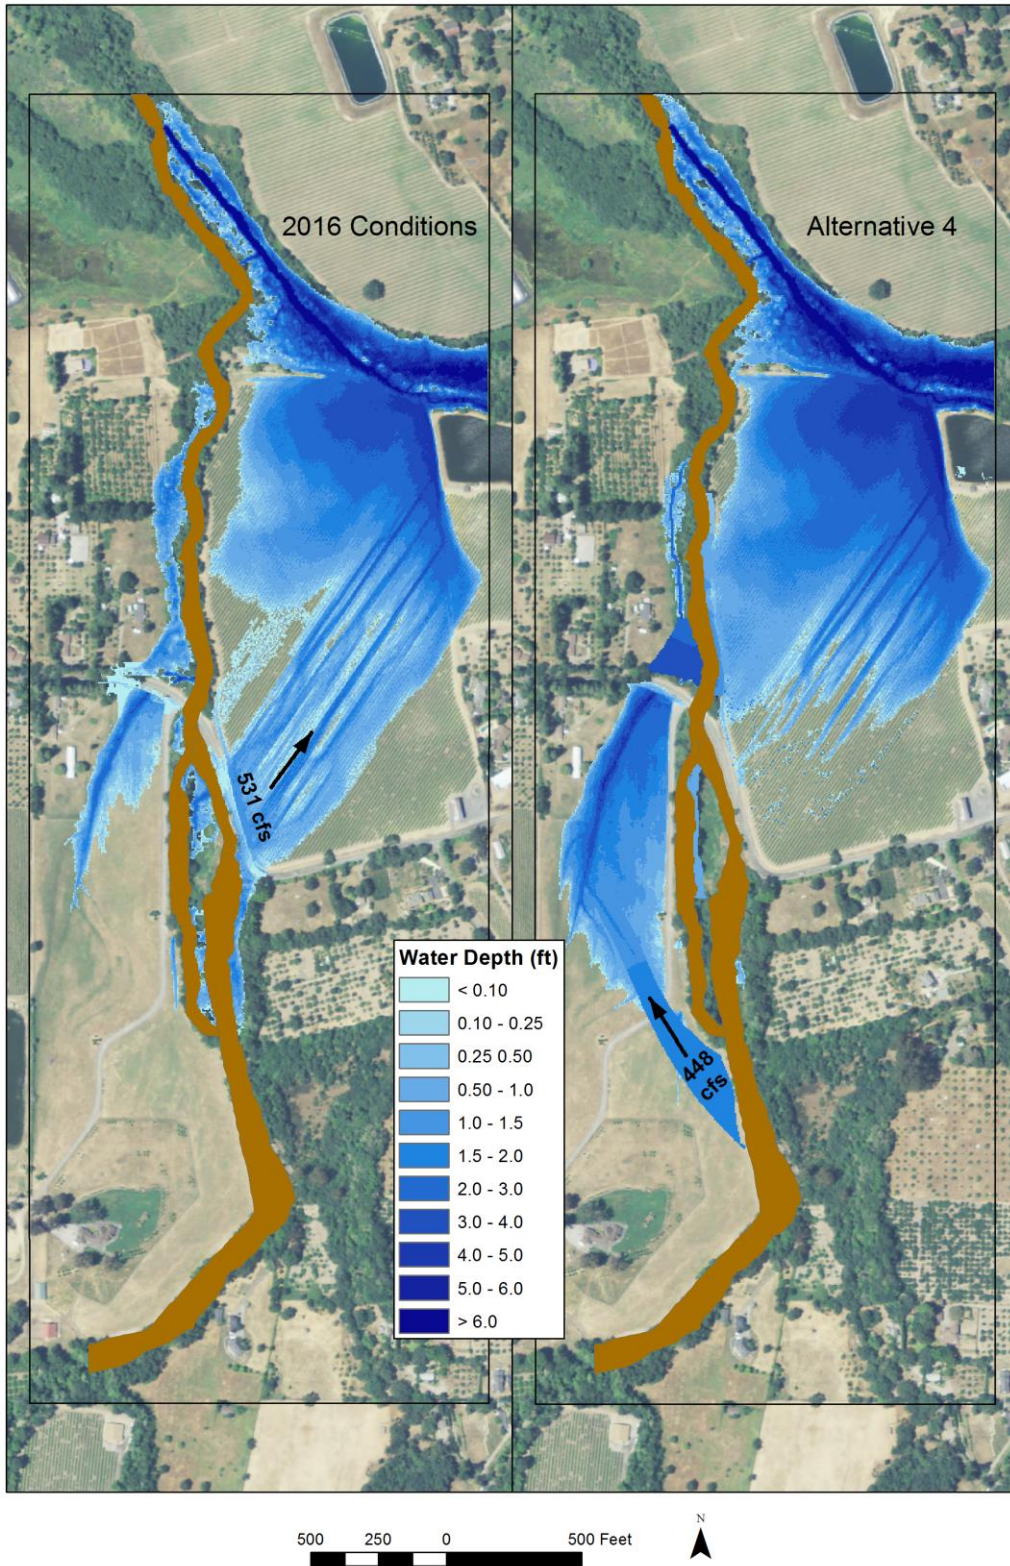 2016 Conditions
Alternative 4
531 cfs
448
cfs
Water Depth (ft)
< 0.10
0.10 - 0.25
0.25 0.50
0.50 - 1.0
1.0 - 1.5
1.5 - 2.0
2.0 - 3.0
3.0 - 4.0
4.0 - 5.0
5.0 - 6.0
> 6.0
500 250 0 500 Feet
N